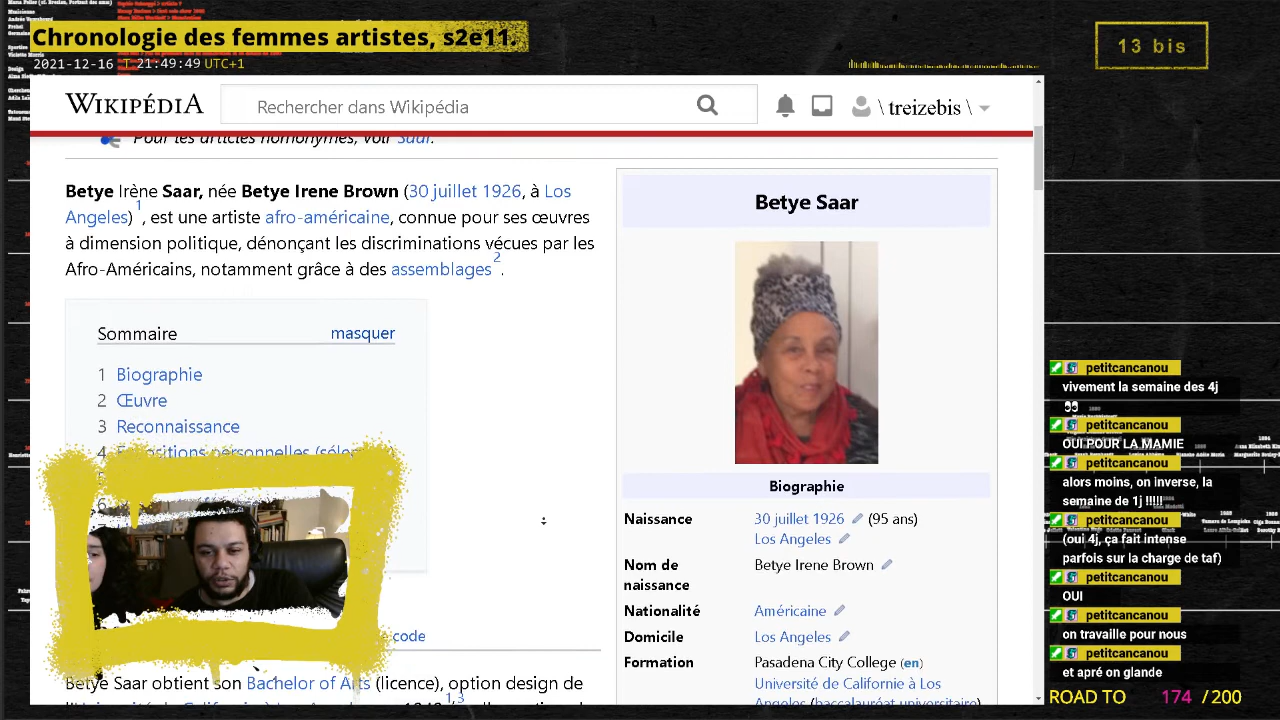 Chronologie des femmes artistes, s2e11.
2021-12-16 T 21:49:49 UTC+1
13 bis
WIKIPÉDIA
Rechercher dans Wikipédia
\ treizebis \
Pour les articles homonymes, voir Saar.
Betye Irène Saar, née Betye Irene Brown (30 juillet 1926, à Los
Angeles)1, est une artiste afro-américaine, connue pour ses œuvres
à dimension politique, dénonçant les discriminations vécues par les
Afro-Américains, notamment grâce à des assemblages2.
Sommaire masquer
1 Biographie
2 Œuvre
3 Reconnaissance
4 Expositions personnelles
code
Betye Saar obtient son Bachelor of Arts (licence), option design de
Betye Saar
Biographie
Naissance 30 juillet 1926 (95 ans)
Los Angeles
Nom de
naissance
Betye Irene Brown
Nationalité Américaine
Domicile Los Angeles
Formation Pasadena City College (en)
Université de Californie à Los
Angeles (baccalauréat universitaire)
petitcancanou
vivement la semaine des 4j
petitcancanou
OUI POUR LA MAMIE
petitcancanou
alors moins, on inverse, la
semaine de 1j !!!!!
petitcancanou
(oui 4j, ça fait intense
parfois sur la charge de taf)
petitcancanou
OUI
petitcancanou
on travaille pour nous
petitcancanou
et apré on glande
ROAD TO 174 / 200